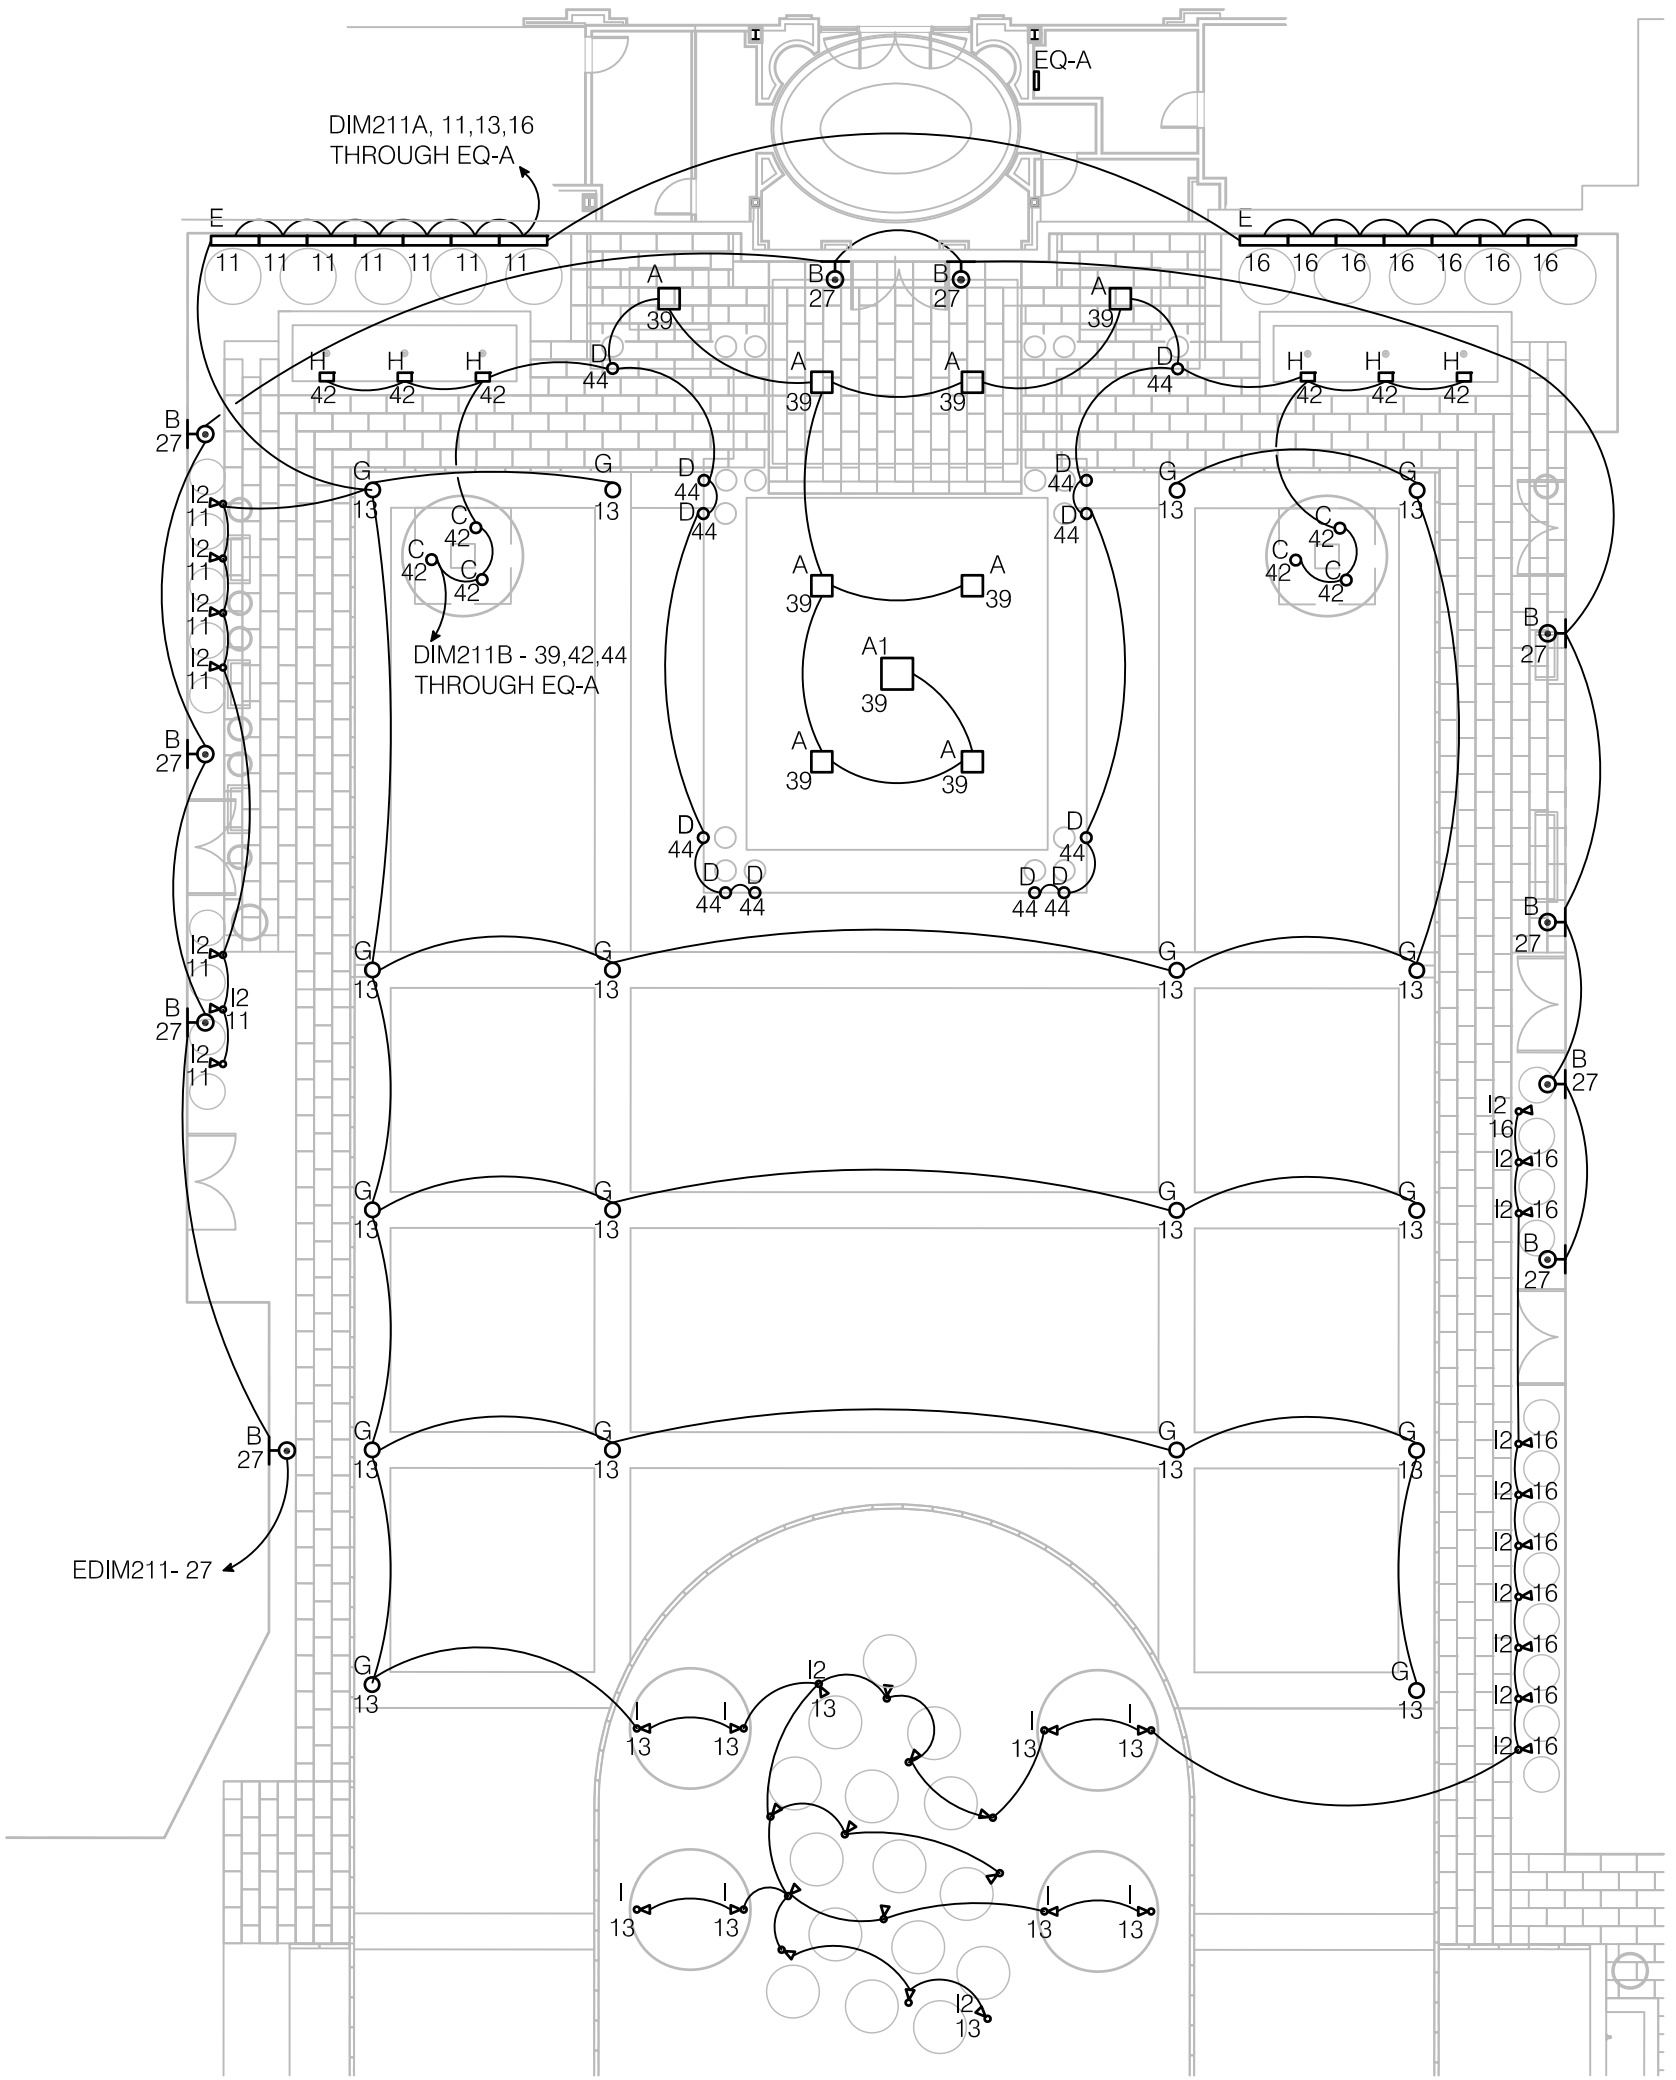 EQ-A
DIM211A, 11,13,16
THROUGH EQ-A
E
E
11 11 11 11 11 11 11
16 16 16 16 16 16 16
A
B
B
A
39
27
27
39
H H H D
A A
D H H H
42 42 42 44
39 39
44 42 42 42
B
27
G G D
D G G
13 13 44
44 13 13
I2
11
D
44
D
44
C
42
C
42
I2
11
C
42
C
42
C
42
C
42
A A
39 39
I2
11
B
27
A1
39
DIM211B - 39,42,44
THROUGH EQ-A
I2
11
B
27
A A
39 39
D
44
D
44
D D
44 44
D D
44 44
B
27
I2
11
G G G G
13 13 13 13
B
27
I2
11
I2
11
B
27
I2
16
I2 16
G G G G
13 13 13 13
I2 16
B
27
B
27
G G G G
13 13 13 13
I2 16
I2 16
I2 16
EDIM211- 27
I2 16
I2 16
G
13
I2
13
G
13
I2 16
I I
13 13
I I
13 13
I2 16
I I
13 13
I I
13 13
I2
13